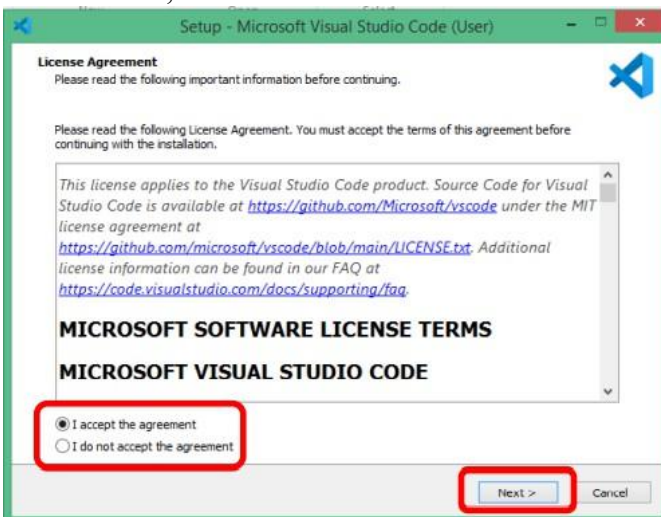 Setup - Microsoft Visual Studio Code (User)
License Agreement
Please read the following important information before continuing.
Please read the following License Agreement. You must accept the terms of this agreement before
continuing with the installation.
This license applies to the Visual Studio Code product. Source Code for Visual
Studio Code is available at https://github.com/Microsoft/vscode under the MIT
license agreement at
https://github.com/microsoft/vscode/blob/main/LICENSE.txt. Additional
license information can be found in our FAQ at
https://code.visualstudio.com/docs/supporting/faq.
MICROSOFT SOFTWARE LICENSE TERMS
MICROSOFT VISUAL STUDIO CODE
I accept the agreement
I do not accept the agreement
Next >
Cancel